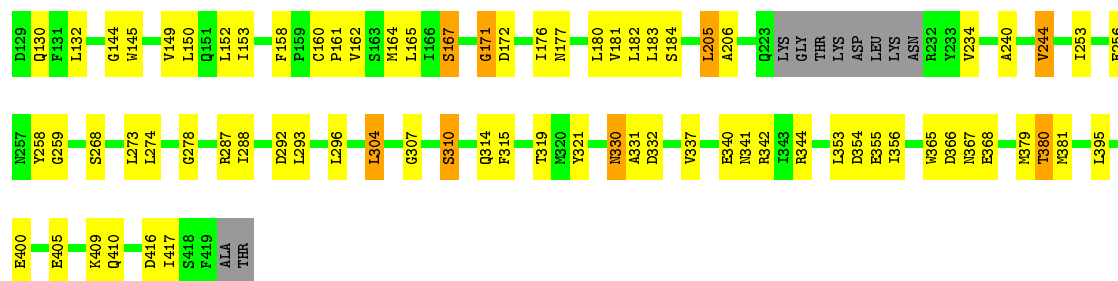 D129 Q130 F131 L132 G144 W145 V149 L150 Q151 L152 I153 F158 P159 C160 P161 V162 S163 M164 L165 I166 S167 G171 D172 I176 N177 L180 V181 L182 L183 S184 L205 A206 Q223 LYS GLY THR LYS ASP LEU LYS ASN R232 Y233 V234 A240 V244 I253
N257 Y258 G259 S268 L273 L274 G278 R287 I288 D292 L293 L296 L304 G307 S310 Q314 F315 T319 M320 Y321 N330 A331 D332 V337 E340 N341 R342 I343 R344 L353 D354 E355 I356 W365 D366 N367 E368 M379 T380 M381 L395
E400 E405 K409 Q410 D416 I417 S418 F419 ALA THR